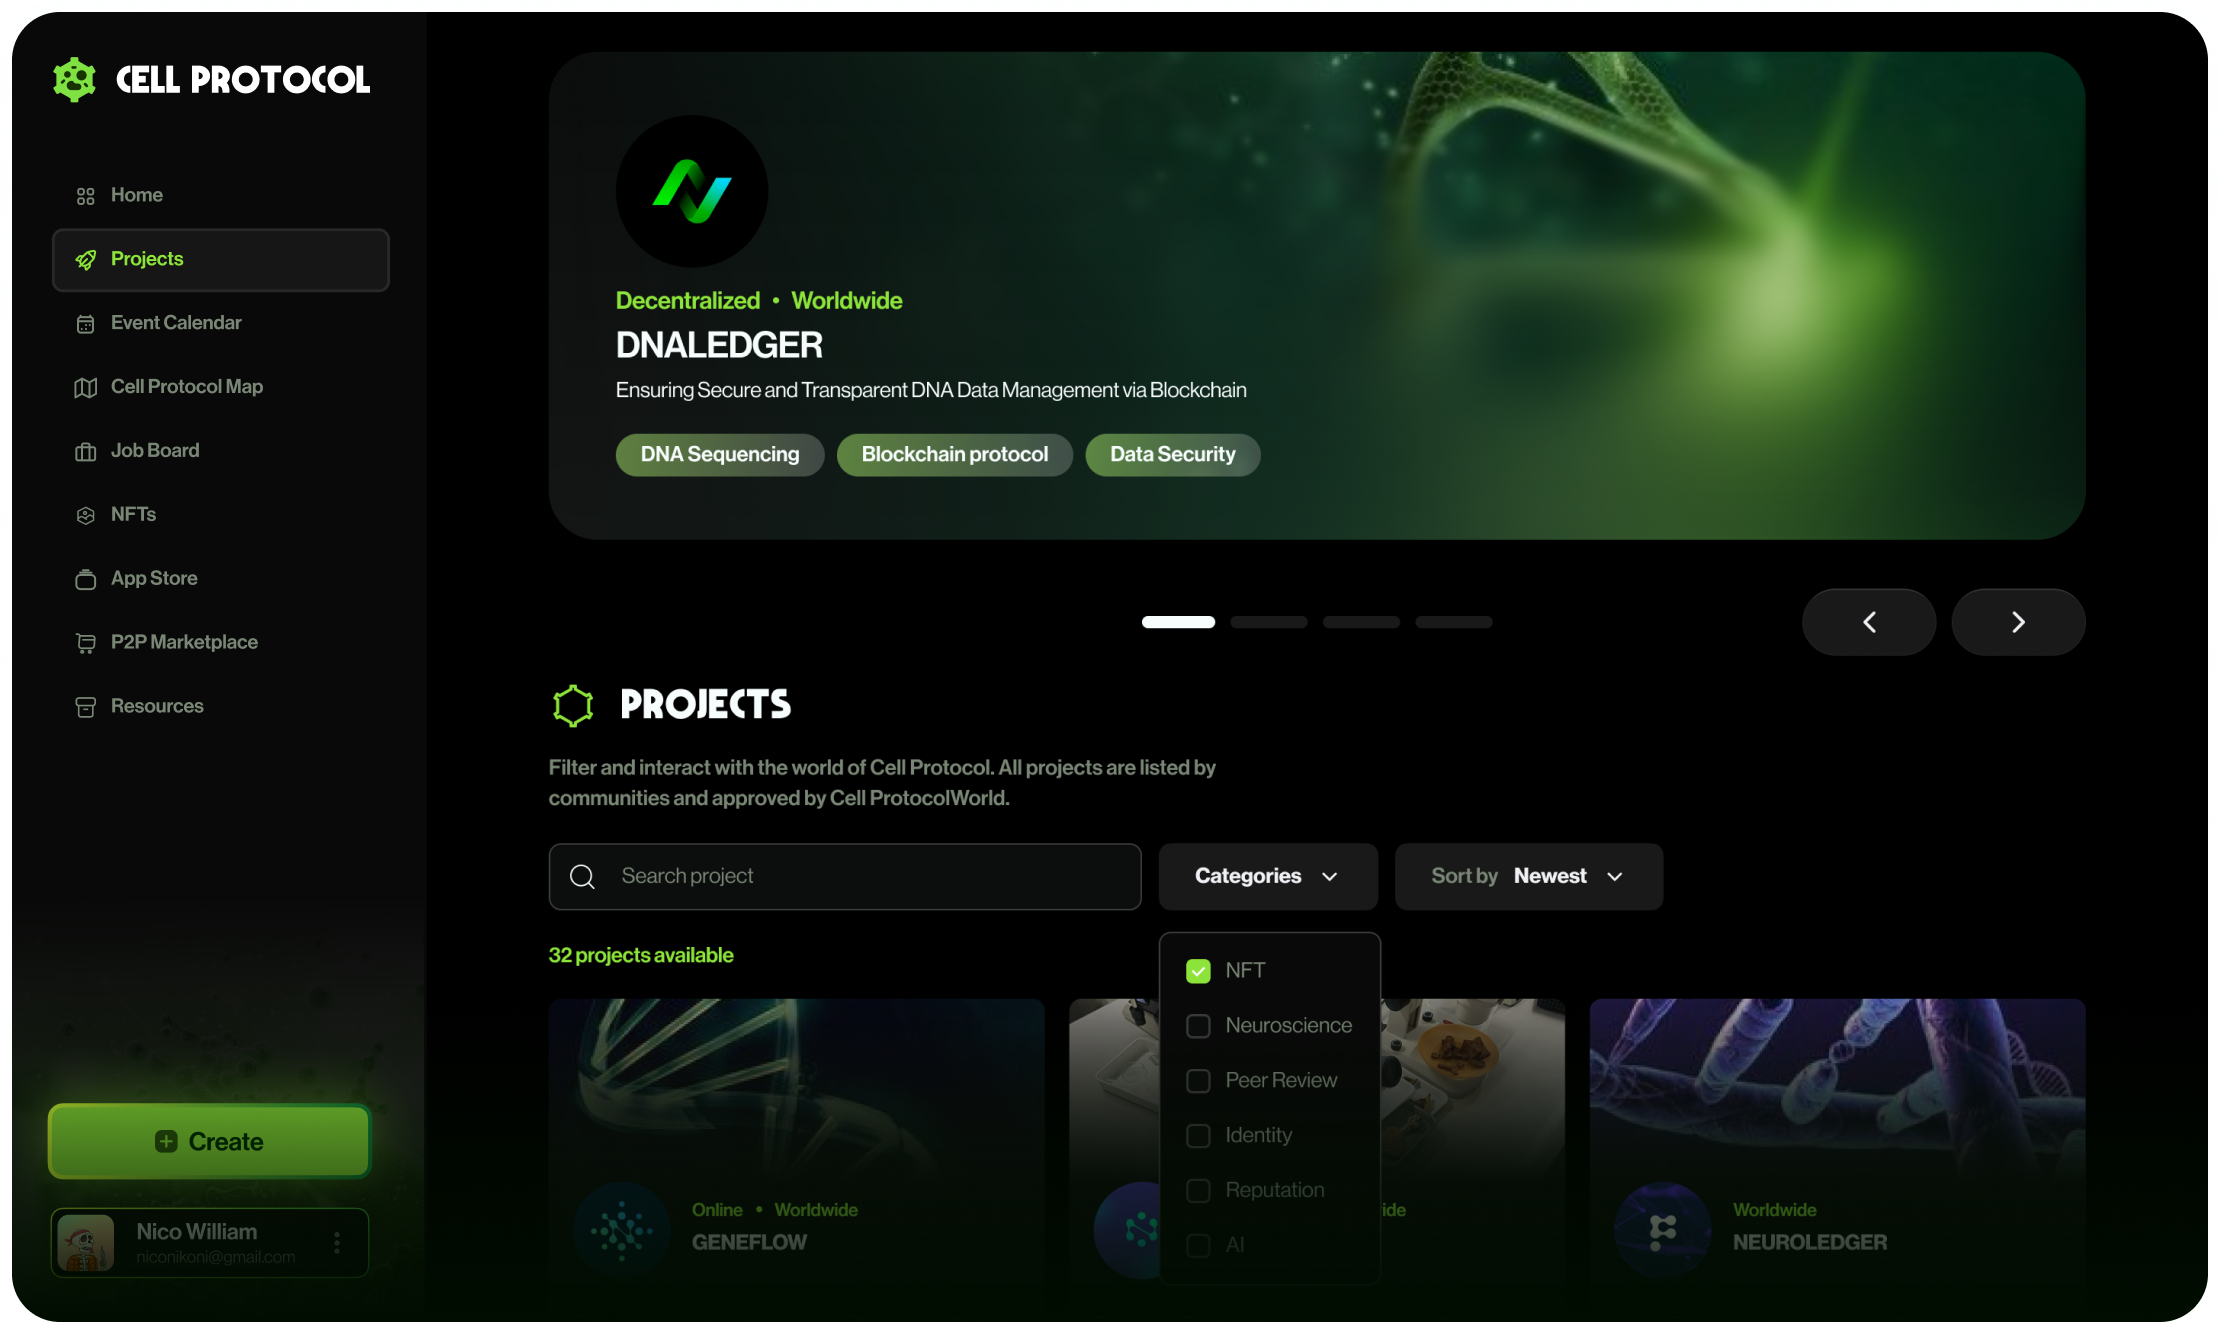 CELL PROTOCOL
Home
Projects
Event Calendar
Cell Protocol Map
Job Board
NFTs
App Store
P2P Marketplace
Resources
Create
Nico William
niconikoni@gmail.com
Decentralized • Worldwide
DNALEDGER
Ensuring Secure and Transparent DNA Data Management via Blockchain
DNA Sequencing
Blockchain protocol
Data Security
PROJECTS
Filter and interact with the world of Cell Protocol. All projects are listed by
communities and approved by Cell ProtocolWorld.
Search project
Categories
Sort by Newest
32 projects available
NFT
Neuroscience
Peer Review
Identity
Reputation
AI
Online • Worldwide
GENEFLOW
ide
Worldwide
NEUROLEDGER